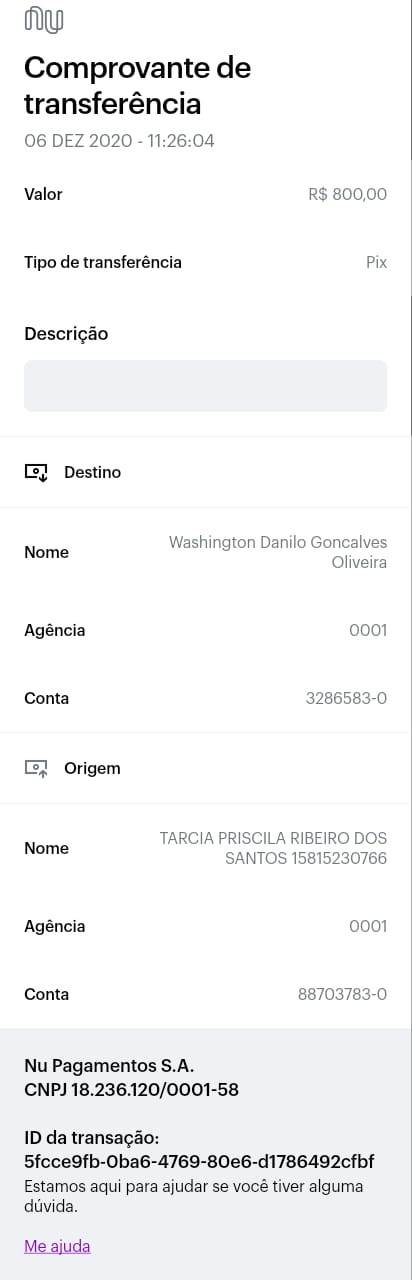 nu
Comprovante de
transferência
06 DEZ 2020 - 11:26:04
Valor R$ 800,00
Tipo de transferência Pix
Descrição
Destino
Nome Washington Danilo Goncalves
Oliveira
Agência 0001
Conta 3286583-0
Origem
Nome TARCIA PRISCILA RIBEIRO DOS
SANTOS 15815230766
Agência 0001
Conta 88703783-0
Nu Pagamentos S.A.
CNPJ 18.236.120/0001-58
ID da transação:
5fcce9fb-0ba6-4769-80e6-d1786492cfbf
Estamos aqui para ajudar se você tiver alguma
dúvida.
Me ajuda